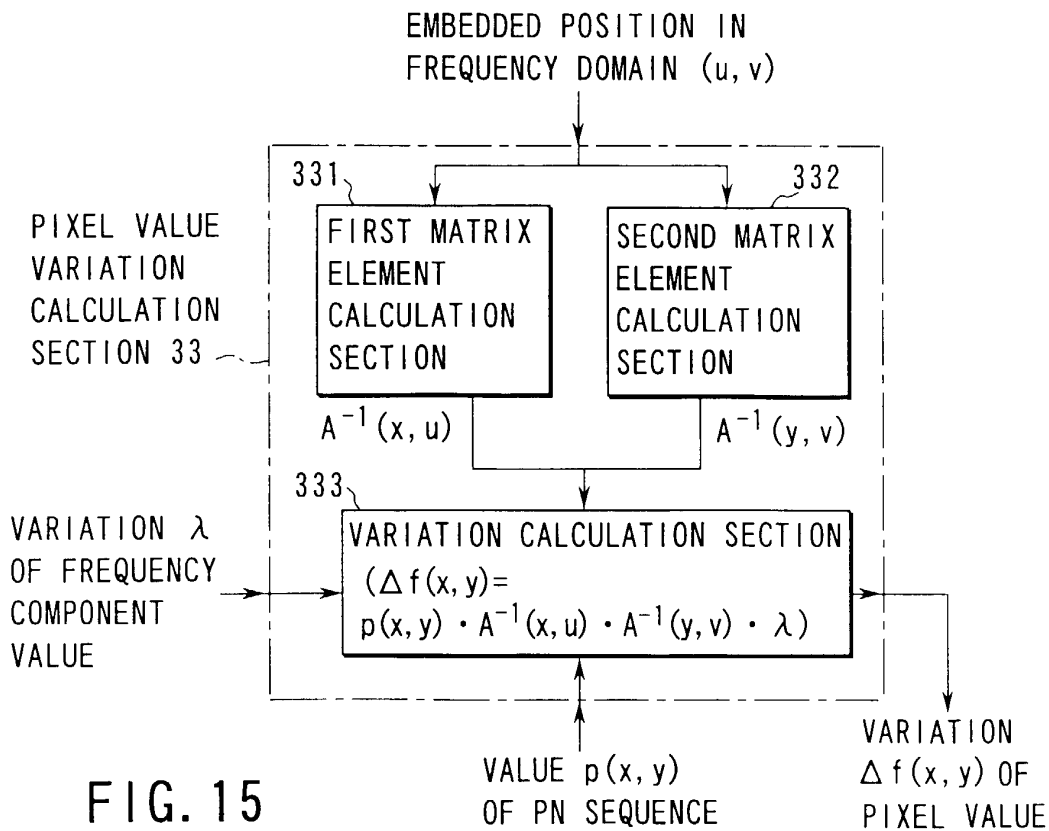 EMBEDDED POSITION IN
FREQUENCY DOMAIN (u,v)
PIXEL VALUE
VARIATION
CALCULATION
SECTION 33
331
FIRST MATRIX
ELEMENT
CALCULATION
SECTION
332
SECOND MATRIX
ELEMENT
CALCULATION
SECTION
A⁻¹(x,u)
A⁻¹(y,v)
VARIATION λ
OF FREQUENCY
COMPONENT
VALUE
333
VARIATION CALCULATION SECTION
(Δf(x,y)=
p(x,y)・A⁻¹(x,u)・A⁻¹(y,v)・λ)
VALUE p(x,y)
OF PN SEQUENCE
VARIATION
Δf(x,y) OF
PIXEL VALUE
FIG. 15